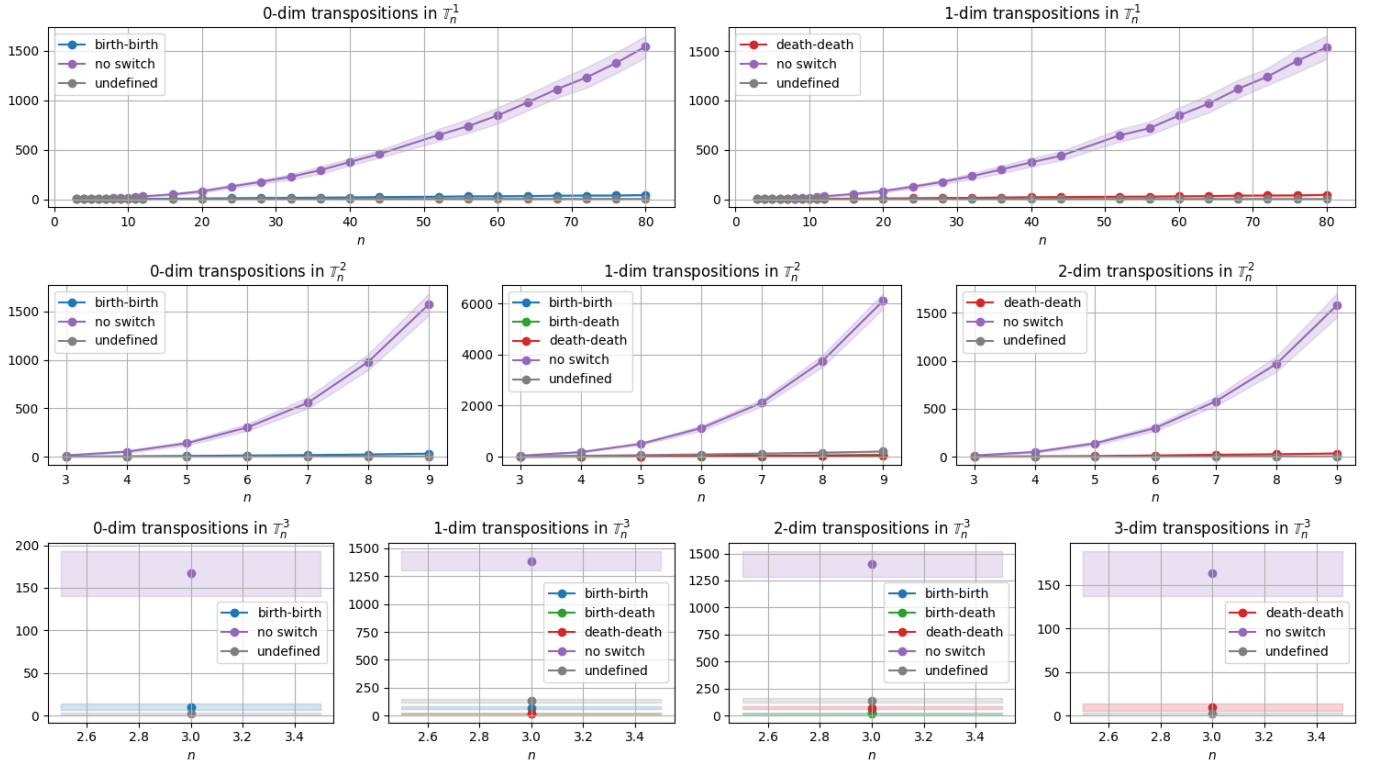 0-dim transpositions in 𝕋ₙ¹
1500
1000
500
0
birth-birth
no switch
undefined
0 10 20 30 40 50 60 70 80
n
1-dim transpositions in 𝕋ₙ¹
1500
1000
500
0
death-death
no switch
undefined
0 10 20 30 40 50 60 70 80
n
0-dim transpositions in 𝕋ₙ²
1500
1000
500
0
birth-birth
no switch
undefined
3 4 5 6 7 8 9
n
1-dim transpositions in 𝕋ₙ²
6000
4000
2000
0
birth-birth
birth-death
death-death
no switch
undefined
3 4 5 6 7 8 9
n
2-dim transpositions in 𝕋ₙ²
1500
1000
500
0
death-death
no switch
undefined
3 4 5 6 7 8 9
n
0-dim transpositions in 𝕋ₙ³
200
150
100
50
0
birth-birth
no switch
undefined
2.6 2.8 3.0 3.2 3.4
n
1-dim transpositions in 𝕋ₙ³
1500
1250
1000
750
500
250
0
birth-birth
birth-death
death-death
no switch
undefined
2.6 2.8 3.0 3.2 3.4
n
2-dim transpositions in 𝕋ₙ³
1500
1250
1000
750
500
250
0
birth-birth
birth-death
death-death
no switch
undefined
2.6 2.8 3.0 3.2 3.4
n
3-dim transpositions in 𝕋ₙ³
150
100
50
0
death-death
no switch
undefined
2.6 2.8 3.0 3.2 3.4
n